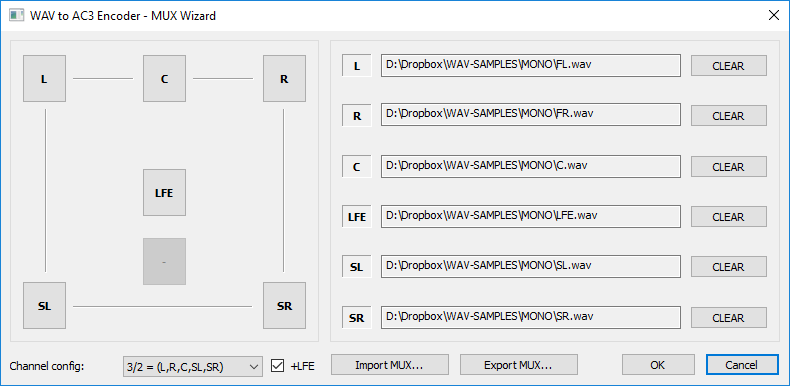 WAV to AC3 Encoder - MUX Wizard
L C R
LFE
-
SL SR
L D:\Dropbox\WAV-SAMPLES\MONO\FL.wav CLEAR
R D:\Dropbox\WAV-SAMPLES\MONO\FR.wav CLEAR
C D:\Dropbox\WAV-SAMPLES\MONO\C.wav CLEAR
LFE D:\Dropbox\WAV-SAMPLES\MONO\LFE.wav CLEAR
SL D:\Dropbox\WAV-SAMPLES\MONO\SL.wav CLEAR
SR D:\Dropbox\WAV-SAMPLES\MONO\SR.wav CLEAR
Channel config: 3/2 = (L,R,C,SL,SR) +LFE Import MUX... Export MUX... OK Cancel